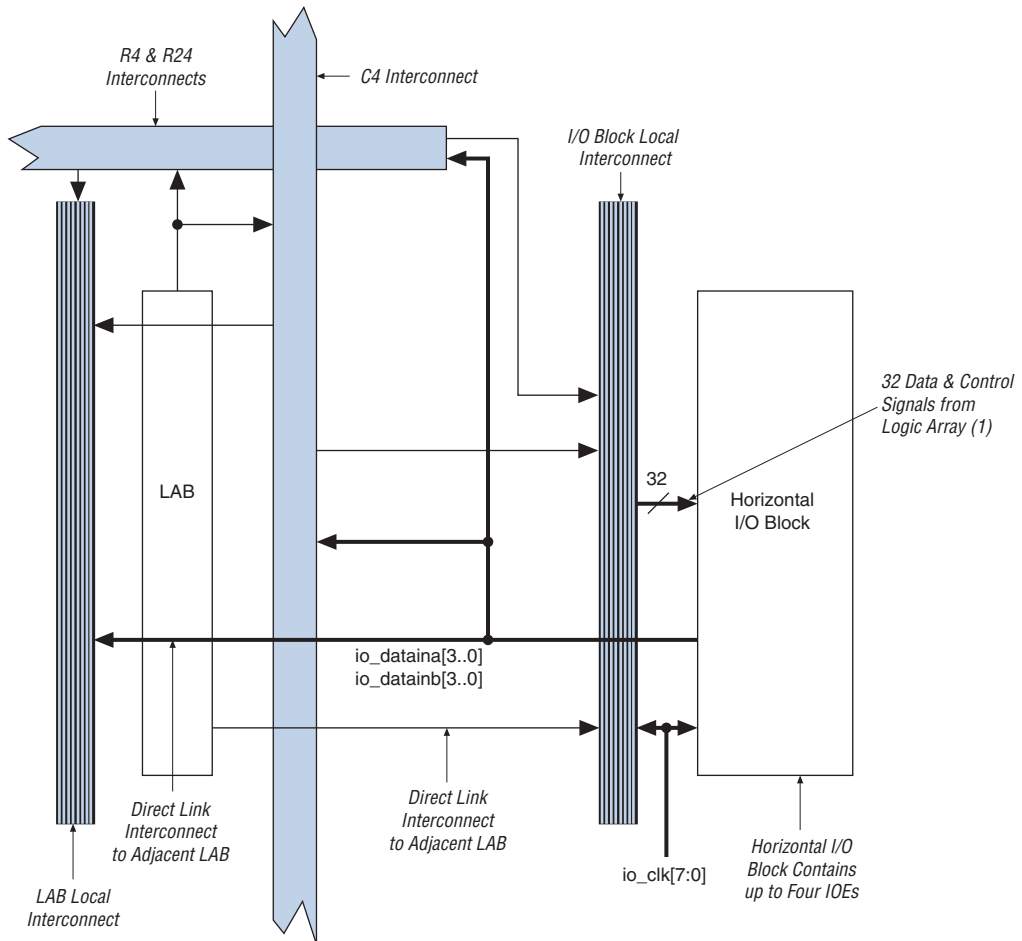 R4 & R24
Interconnects
C4 Interconnect
I/O Block Local
Interconnect
32 Data & Control
Signals from
Logic Array (1)
32
LAB
Horizontal
I/O Block
io_dataina[3..0]
io_datainb[3..0]
Direct Link
Interconnect
to Adjacent LAB
Direct Link
Interconnect
to Adjacent LAB
io_clk[7:0]
Horizontal I/O
Block Contains
up to Four IOEs
LAB Local
Interconnect